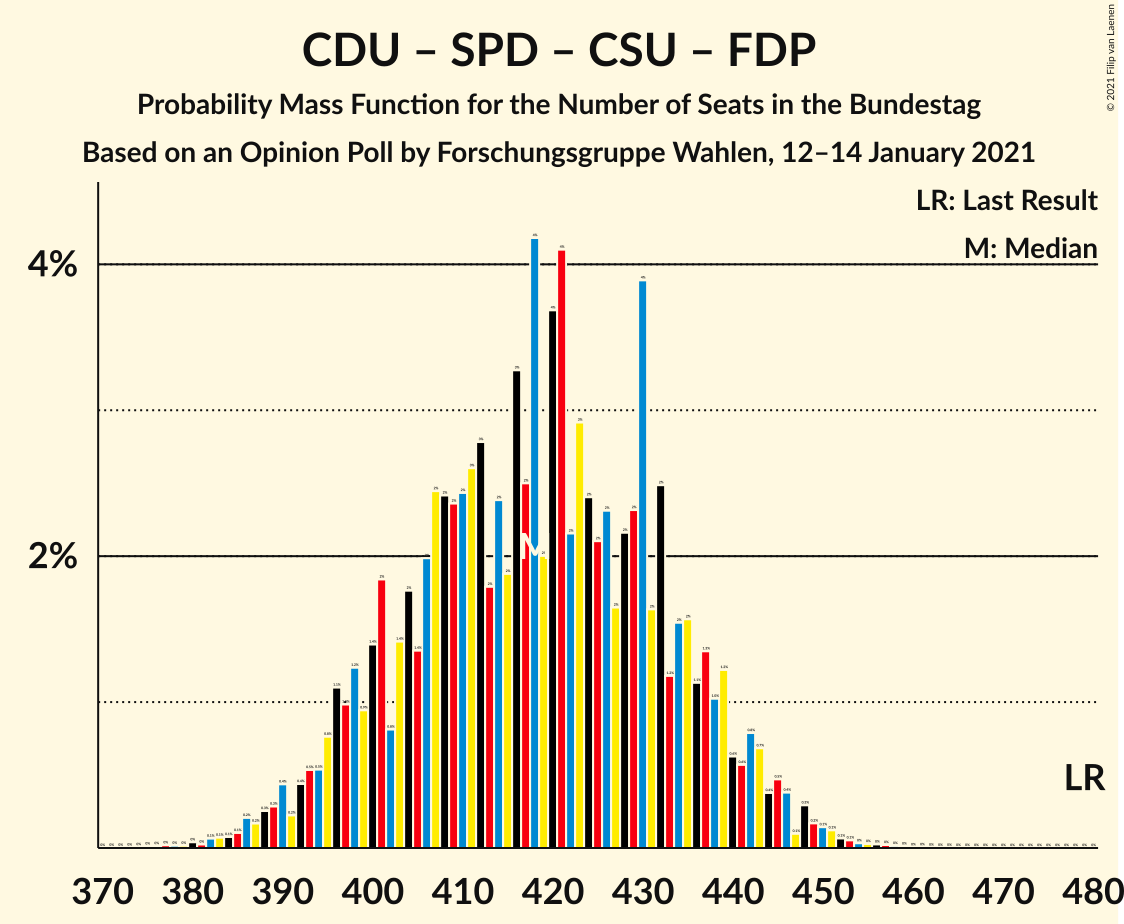 CDU – SPD – CSU – FDP
Probability Mass Function for the Number of Seats in the Bundestag
Based on an Opinion Poll by Forschungsgruppe Wahlen, 12–14 January 2021
© 2021 Filip van Laenen
LR: Last Result
M: Median
4%
2%
M
LR
370 380 390 400 410 420 430 440 450 460 470 480